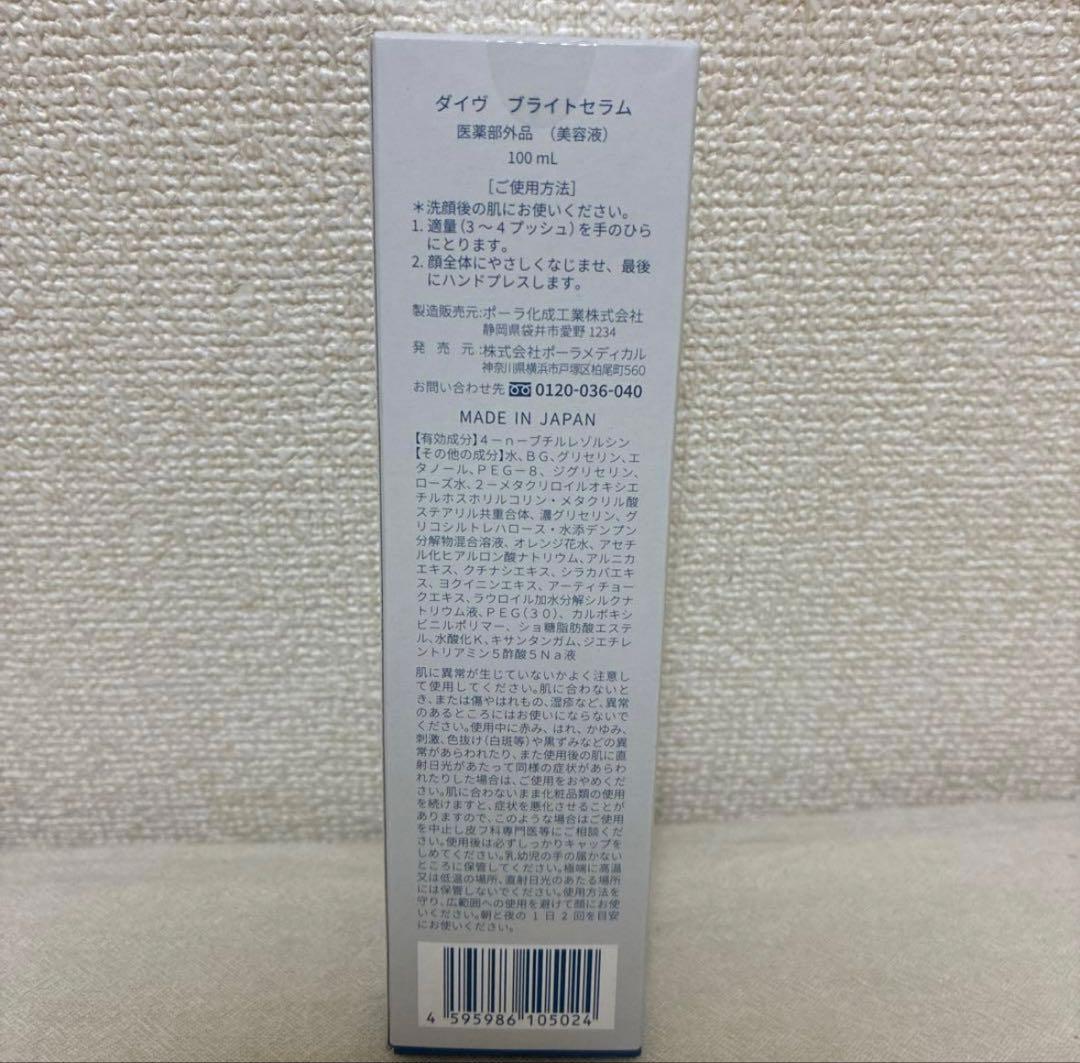 ダイヴ　ブライトセラム
医薬部外品　（美容液）
100 mL
［ご使用方法］
＊洗顔後の肌にお使いください。
1. 適量（3～4プッシュ）を手のひら
にとります。
2. 顔全体にやさしくなじませ、最後
にハンドプレスします。
製造販売元:ポーラ化成工業株式会社
静岡県袋井市愛野 1234
発　売　元:株式会社ポーラメディカル
神奈川県横浜市戸塚区柏尾町560
お問い合わせ先 0120-036-040
MADE IN JAPAN
【有効成分】4－n－ブチルレゾルシン
【その他の成分】水、BG、グリセリン、エ
タノール、PEG－8、ジグリセリン、
ローズ水、2－メタクリロイルオキシエ
チルホスホリルコリン・メタクリル酸
ステアリル共重合体、濃グリセリン、グ
リコシルトレハロース・水添デンプン
分解物混合溶液、オレンジ花水、アセチ
ル化ヒアルロン酸ナトリウム、アルニカ
エキス、クチナシエキス、シラカバエキ
ス、ヨクイニンエキス、アーティチョー
クエキス、ラウロイル加水分解シルクナ
トリウム液、PEG（30）、カルボキシ
ビニルポリマー、ショ糖脂肪酸エステ
ル、水酸化K、キサンタンガム、ジエチレ
ントリアミン5酢酸5Na液
肌に異常が生じていないかよく注意し
て使用してください。肌に合わないと
き、または傷やはれもの、湿疹など、異常
のあるところにはお使いにならないで
ください。使用中に赤み、はれ、かゆみ、
刺激、色抜け（白斑等）や黒ずみなどの異
常があらわれたり、また使用後の肌に直
射日光があたって同様の症状があらわ
れたりした場合は、ご使用をおやめくだ
さい。肌に合わないまま化粧品類の使用
を続けますと、症状を悪化させることが
ありますので、このような場合はご使用
を中止し皮フ科専門医等にご相談くだ
さい。使用後は必ずしっかりキャップを
しめてください。乳幼児の手の届かない
ところに保管してください。極端に高温
又は低温の場所、直射日光のあたる場所
には保管しないでください。使用方法を
守り、広範囲への使用を避けて顔にお使
いください。朝と夜の1日2回を目安
にお使いください。
4 595986 105024